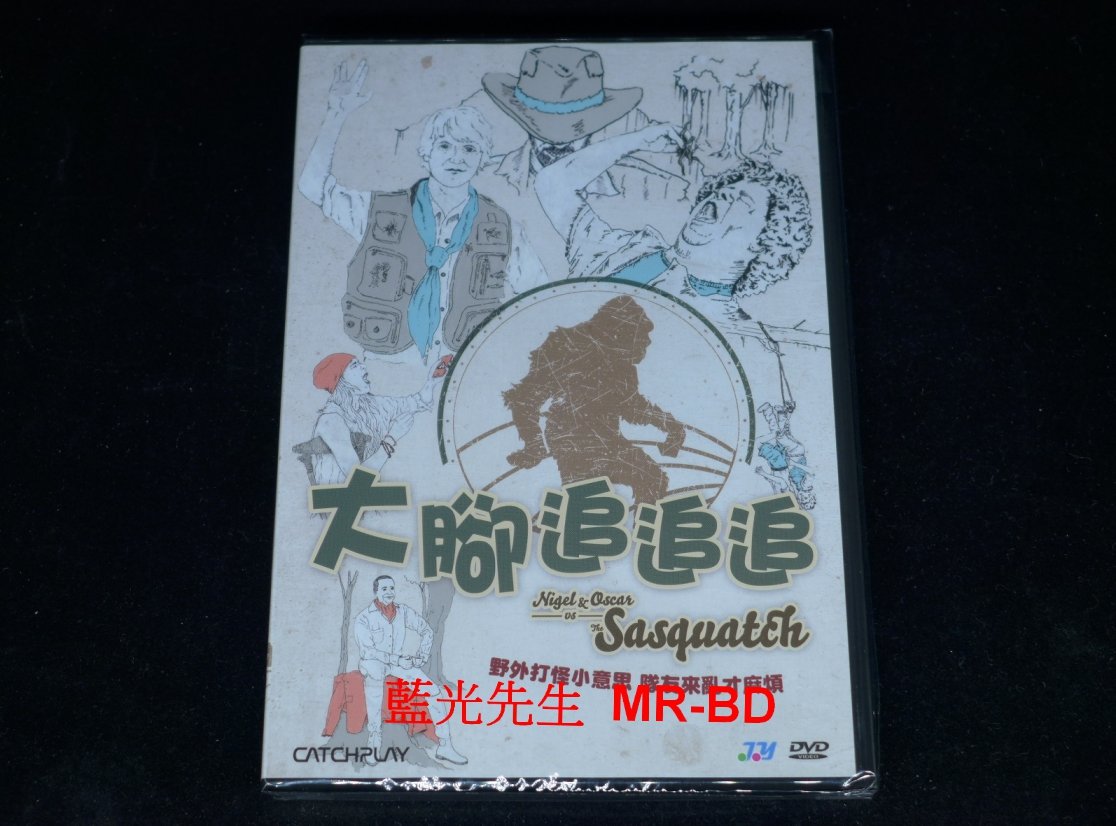 大腳追追追
Nigel & Oscar
vs
The Sasquatch
野外打怪小意思 隊友來亂才麻煩
藍光先生 MR-BD
CATCHPLAY
J.Y
DVD
VIDEO